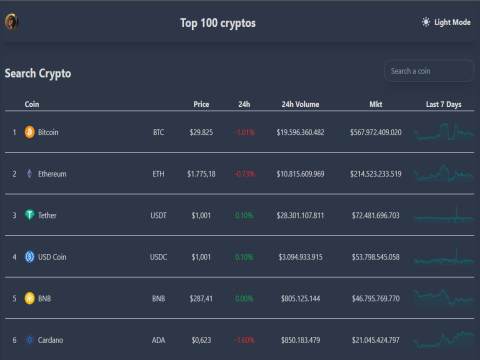 Top 100 cryptos Light Mode
Search Crypto Search a coin
Coin Price 24h 24h Volume Mkt Last 7 Days
1 Bitcoin BTC $29.825 -1.01% $19.596.360.482 $567.972.409.020
2 Ethereum ETH $1.775,18 -0.73% $10.815.609.969 $214.523.233.519
3 Tether USDT $1,001 0.10% $28.301.107.811 $72.481.696.703
4 USD Coin USDC $1,001 0.10% $3.094.933.915 $53.798.545.058
5 BNB BNB $287,41 0.00% $805.125.144 $46.795.769.770
6 Cardano ADA $0,623 -1.60% $850.183.479 $21.045.424.797